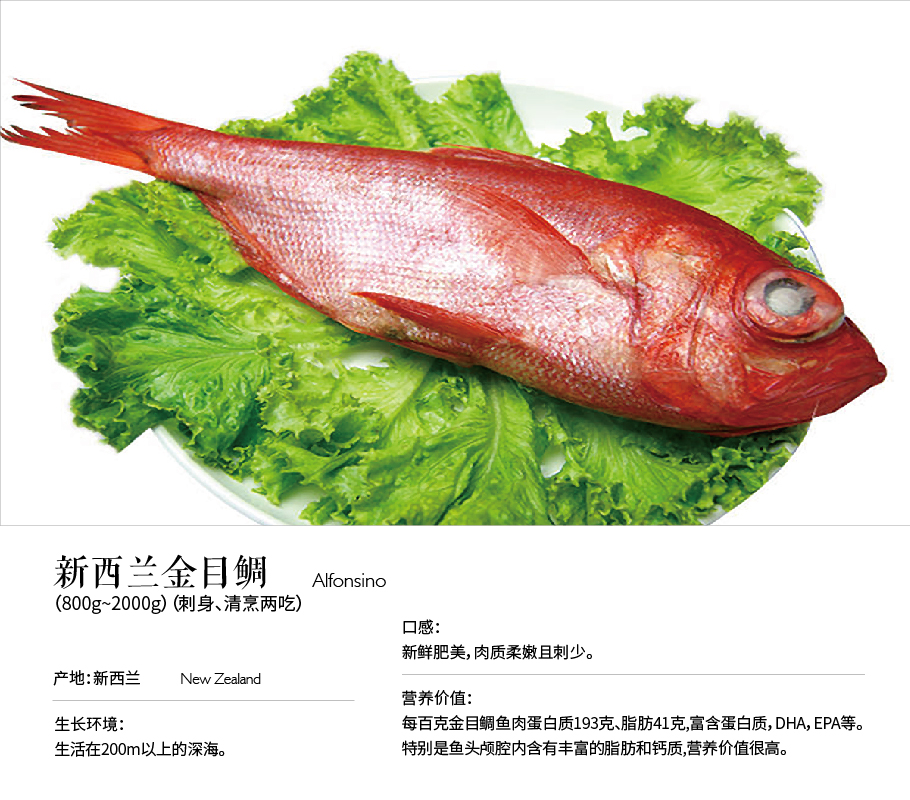 新西兰金目鲷 Alfonsino
(800g~2000g) (刺身、清烹两吃)
产地：新西兰 New Zealand
生长环境：
生活在200m以上的深海。
口感：
新鲜肥美，肉质柔嫩且刺少。
营养价值：
每百克金目鲷鱼肉蛋白质193克、脂肪41克,富含蛋白质，DHA，EPA等。
特别是鱼头颅腔内含有丰富的脂肪和钙质,营养价值很高。